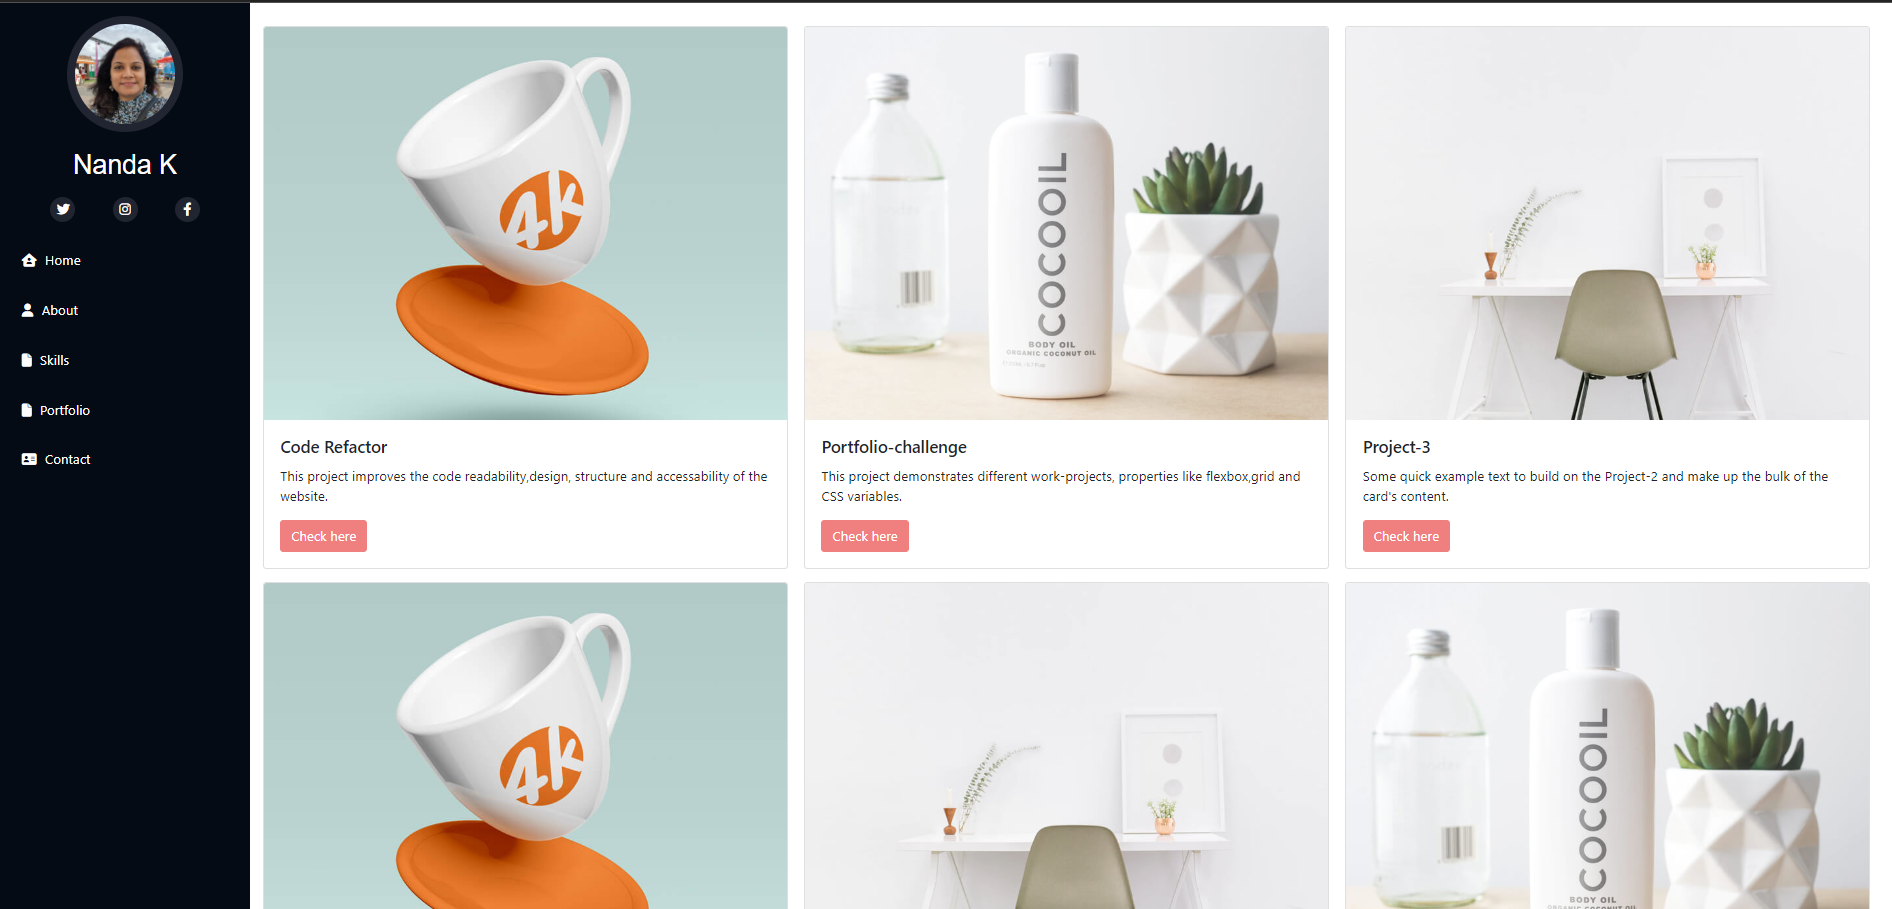 Nanda K
Home
About
Skills
Portfolio
Contact
4k
COCOOIL
BODY OIL
ORGANIC COCONUT OIL
Code Refactor
This project improves the code readability,design, structure and accessability of the
website.
Check here
Portfolio-challenge
This project demonstrates different work-projects, properties like flexbox,grid and
CSS variables.
Check here
Project-3
Some quick example text to build on the Project-2 and make up the bulk of the
card's content.
Check here
4k
COCOOIL
BODY OIL
ORGANIC COCONUT OIL